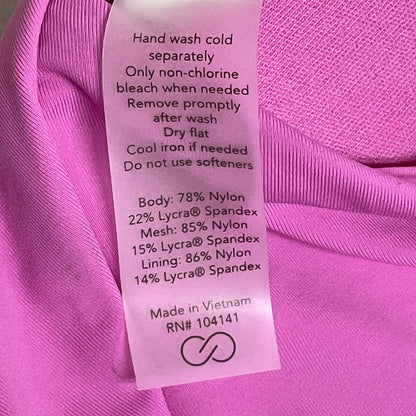 Hand wash cold
separately
Only non-chlorine
bleach when needed
Remove promptly
after wash
Dry flat
Cool iron if needed
Do not use softeners
Body: 78% Nylon
22% Lycra® Spandex
Mesh: 85% Nylon
15% Lycra® Spandex
Lining: 86% Nylon
14% Lycra® Spandex
Made in Vietnam
RN# 104141